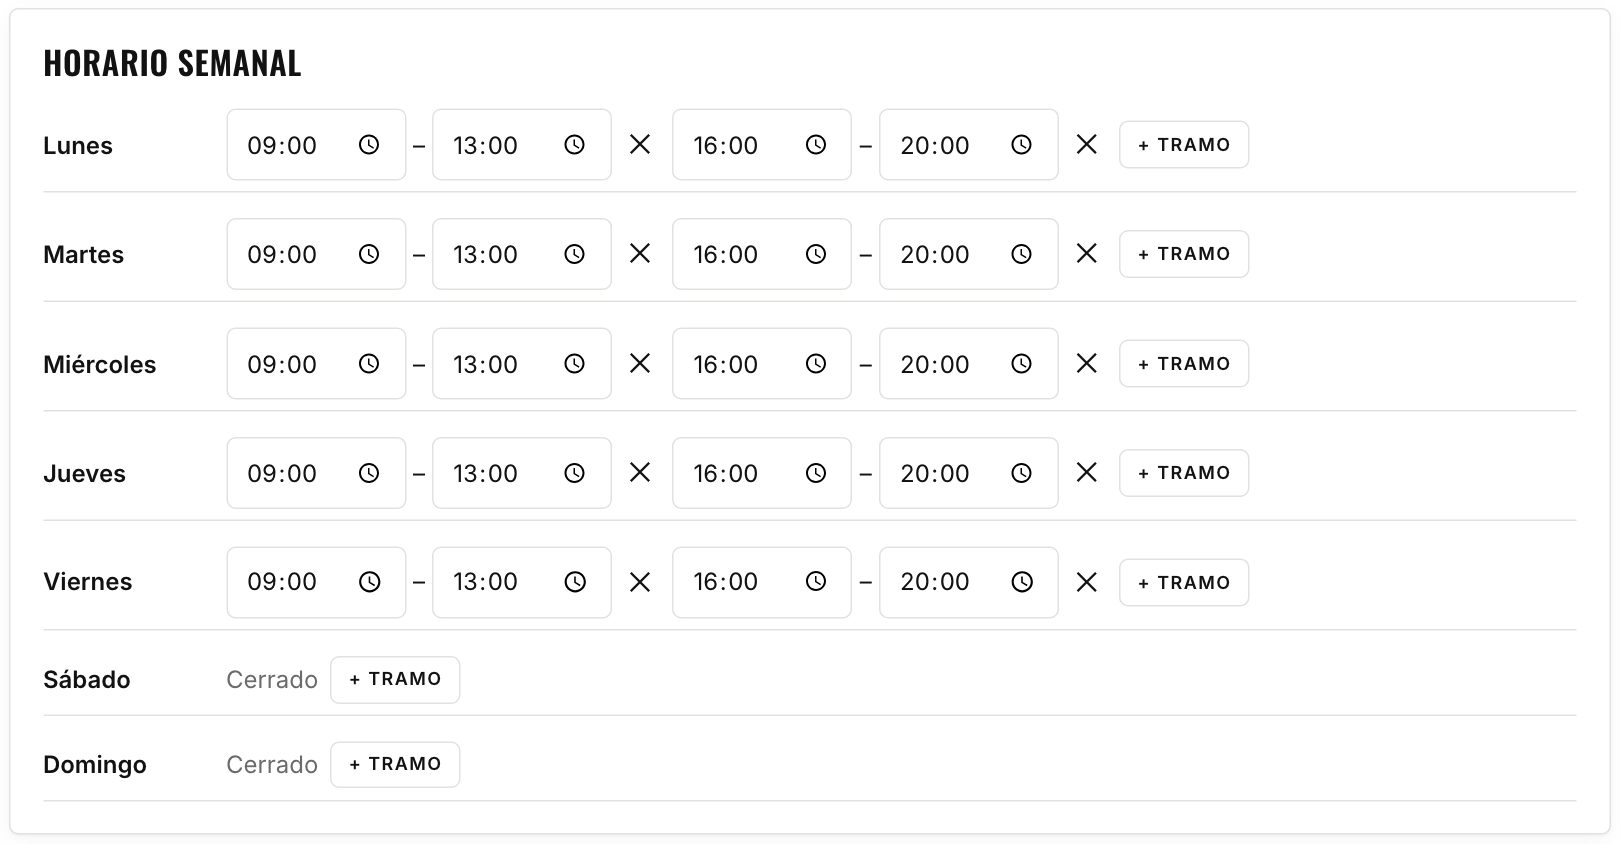 HORARIO SEMANAL
Lunes 09:00 – 13:00 16:00 – 20:00 + TRAMO
Martes 09:00 – 13:00 16:00 – 20:00 + TRAMO
Miércoles 09:00 – 13:00 16:00 – 20:00 + TRAMO
Jueves 09:00 – 13:00 16:00 – 20:00 + TRAMO
Viernes 09:00 – 13:00 16:00 – 20:00 + TRAMO
Sábado Cerrado + TRAMO
Domingo Cerrado + TRAMO